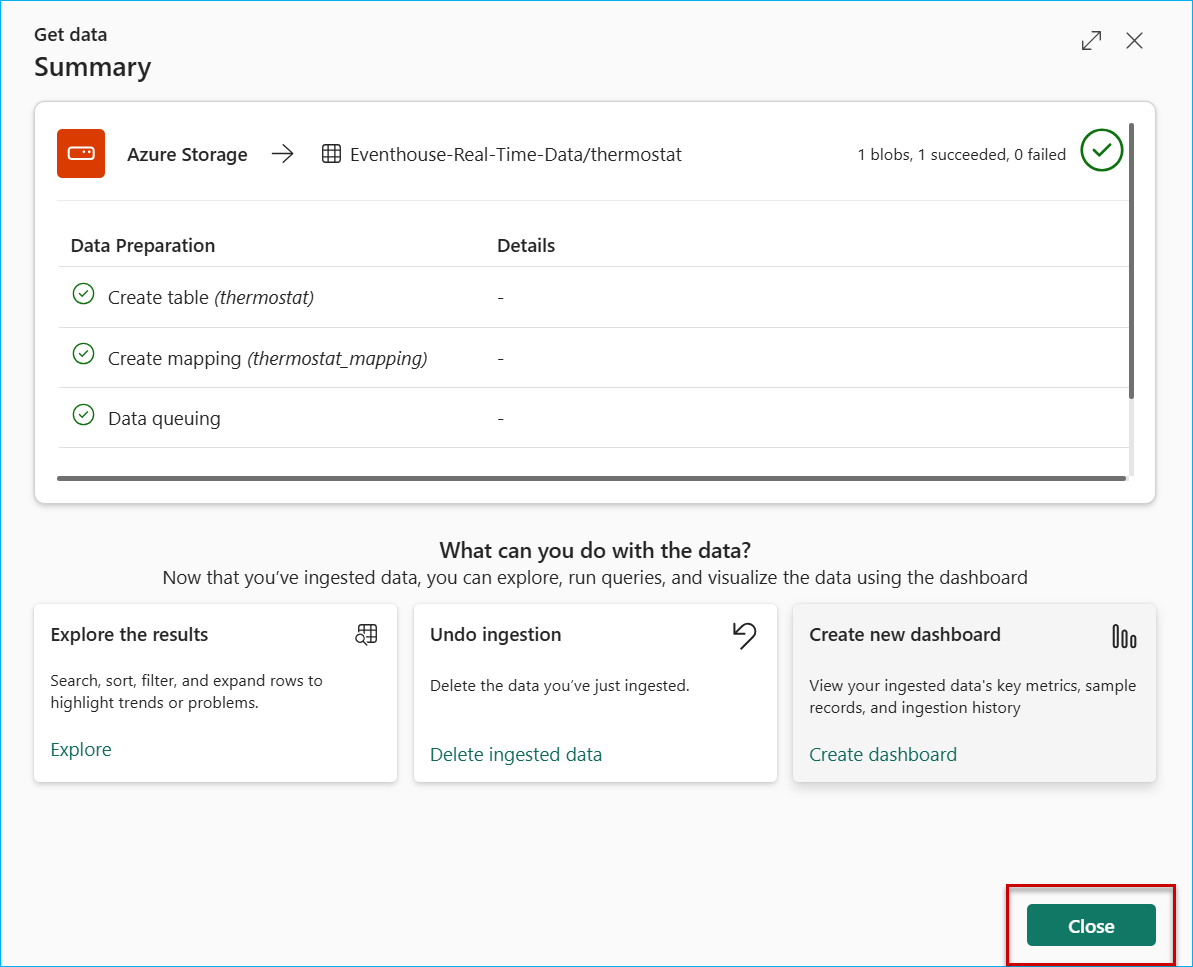 Get data
Summary
Azure Storage → Eventhouse-Real-Time-Data/thermostat 1 blobs, 1 succeeded, 0 failed
Data Preparation Details
Create table (thermostat) -
Create mapping (thermostat_mapping) -
Data queuing -
What can you do with the data?
Now that you've ingested data, you can explore, run queries, and visualize the data using the dashboard
Explore the results
Search, sort, filter, and expand rows to
highlight trends or problems.
Explore
Undo ingestion
Delete the data you've just ingested.
Delete ingested data
Create new dashboard
View your ingested data's key metrics, sample
records, and ingestion history
Create dashboard
Close